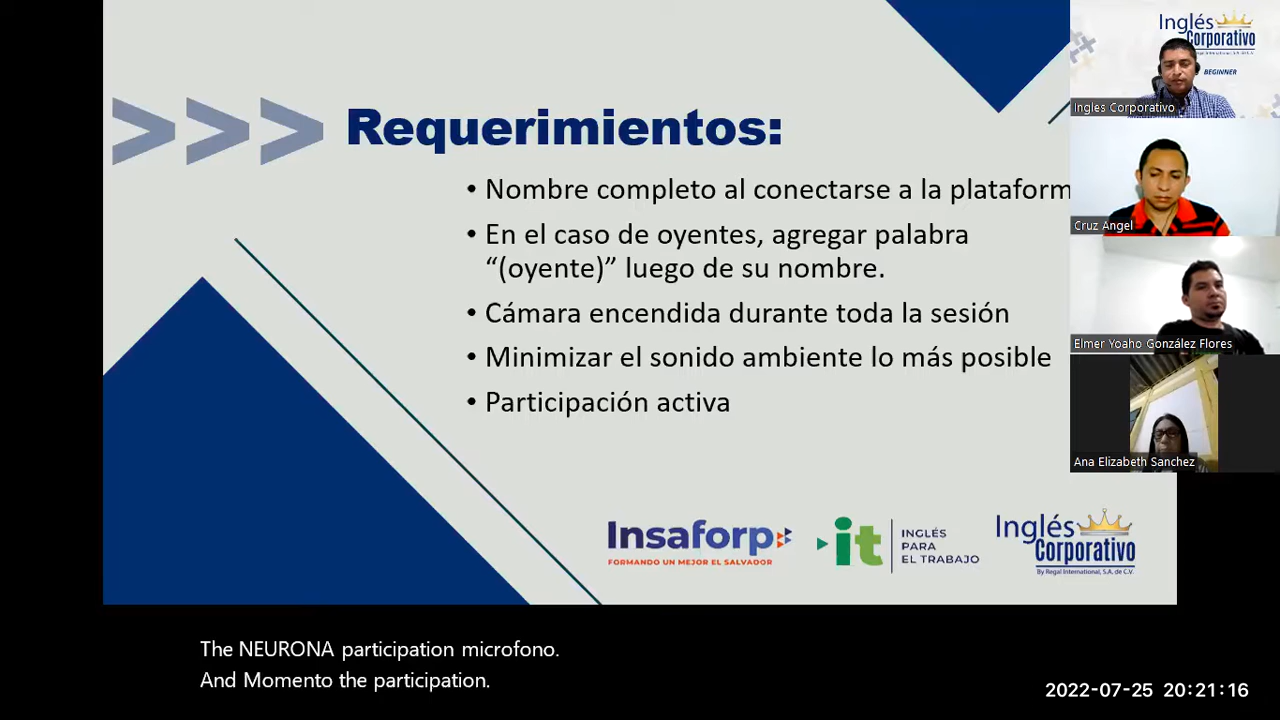 Requerimientos:
• Nombre completo al conectarse a la plataform
• En el caso de oyentes, agregar palabra
“(oyente)” luego de su nombre.
• Cámara encendida durante toda la sesión
• Minimizar el sonido ambiente lo más posible
• Participación activa
Insaforp
FORMANDO UN MEJOR EL SALVADOR
it
INGLÉS
PARA
EL TRABAJO
Inglés
Corporativo
By Regal International, S.A. de C.V.
Inglés
Corporativo
BEGINNER
Ingles Corporativo
Cruz Angel
Elmer Yoaho González Flores
Ana Elizabeth Sanchez
The NEURONA participation microfono.
And Momento the participation.
2022-07-25 20:21:16